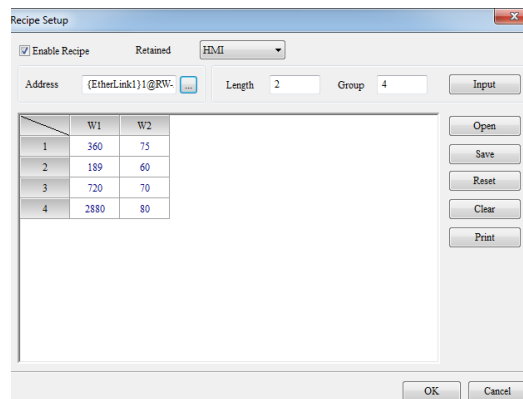 Recipe Setup
Enable Recipe Retained HMI
Address {EtherLink1}1@RW- ... Length 2 Group 4 Input
W1 W2 Open
1 360 75 Save
2 189 60 Reset
3 720 70
4 2880 80 Clear
Print
OK Cancel